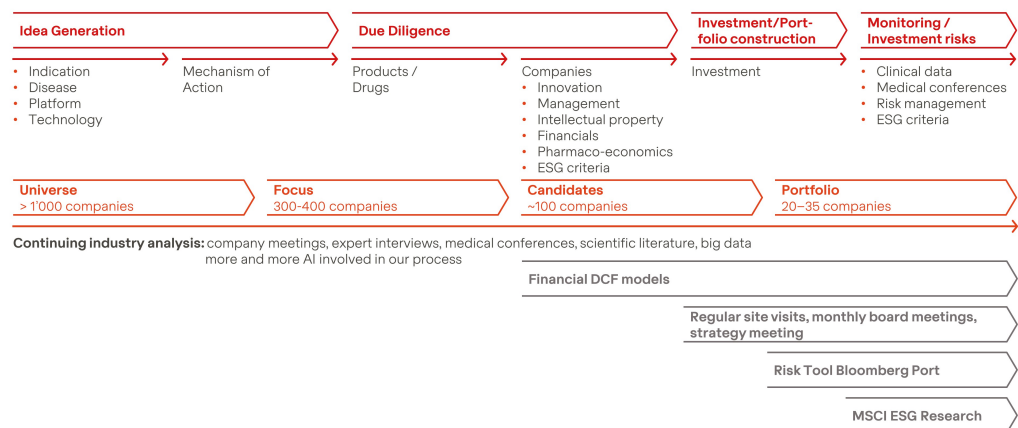 Idea Generation
Due Diligence
Investment/Port-
folio construction
Monitoring /
Investment risks
• Indication
• Disease
• Platform
• Technology
Mechanism of
Action
Products /
Drugs
Companies
• Innovation
• Management
• Intellectual property
• Financials
• Pharmaco-economics
• ESG criteria
Investment
• Clinical data
• Medical conferences
• Risk management
• ESG criteria
Universe
> 1'000 companies
Focus
300-400 companies
Candidates
~100 companies
Portfolio
20–35 companies
Continuing industry analysis: company meetings, expert interviews, medical conferences, scientific literature, big data
more and more AI involved in our process
Financial DCF models
Regular site visits, monthly board meetings,
strategy meeting
Risk Tool Bloomberg Port
MSCI ESG Research